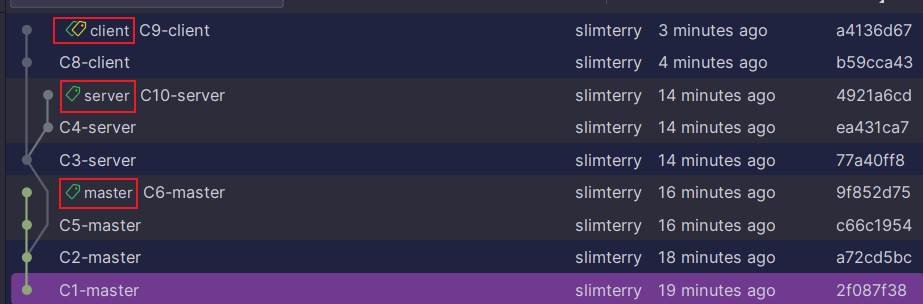 client C9-client slimterry 3 minutes ago a4136d67
C8-client slimterry 4 minutes ago b59cca43
server C10-server slimterry 14 minutes ago 4921a6cd
C4-server slimterry 14 minutes ago ea431ca7
C3-server slimterry 14 minutes ago 77a40ff8
master C6-master slimterry 16 minutes ago 9f852d75
C5-master slimterry 16 minutes ago c66c1954
C2-master slimterry 18 minutes ago a72cd5bc
C1-master slimterry 19 minutes ago 2f087f38